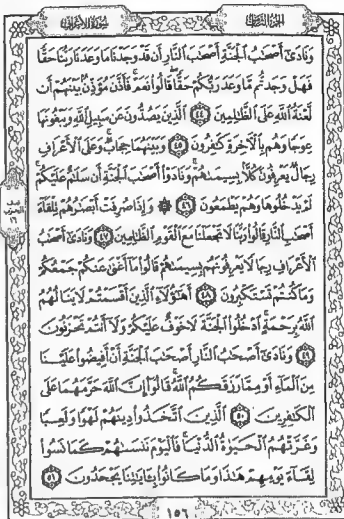 الجزء الثامن
سورة الأعراف
وَنَادَىٰٓ أَصْحَٰبُ ٱلْجَنَّةِ أَصْحَٰبَ ٱلنَّارِ أَن قَدْ وَجَدْنَا مَا وَعَدَنَا رَبُّنَا حَقًّا
فَهَلْ وَجَدتُّم مَّا وَعَدَ رَبُّكُمْ حَقًّا قَالُوا۟ نَعَمْ فَأَذَّنَ مُؤَذِّنٌۢ بَيْنَهُمْ أَن
لَّعْنَةُ ٱللَّهِ عَلَى ٱلظَّٰلِمِينَ ٤٤ ٱلَّذِينَ يَصُدُّونَ عَن سَبِيلِ ٱللَّهِ وَيَبْغُونَهَا
عِوَجًا وَهُم بِٱلْءَاخِرَةِ كَٰفِرُونَ ٤٥ وَبَيْنَهُمَا حِجَابٌ وَعَلَى ٱلْأَعْرَافِ
رِجَالٌ يَعْرِفُونَ كُلًّۢا بِسِيمَىٰهُمْ وَنَادَوْا۟ أَصْحَٰبَ ٱلْجَنَّةِ أَن سَلَٰمٌ عَلَيْكُمْ
لَمْ يَدْخُلُوهَا وَهُمْ يَطْمَعُونَ ٤٦ ۞ وَإِذَا صُرِفَتْ أَبْصَٰرُهُمْ تِلْقَآءَ
أَصْحَٰبِ ٱلنَّارِ قَالُوا۟ رَبَّنَا لَا تَجْعَلْنَا مَعَ ٱلْقَوْمِ ٱلظَّٰلِمِينَ ٤٧ وَنَادَىٰٓ أَصْحَٰبُ
ٱلْأَعْرَافِ رِجَالًا يَعْرِفُونَهُم بِسِيمَىٰهُمْ قَالُوا۟ مَآ أَغْنَىٰ عَنكُمْ جَمْعُكُمْ
وَمَا كُنتُمْ تَسْتَكْبِرُونَ ٤٨ أَهَٰٓؤُلَآءِ ٱلَّذِينَ أَقْسَمْتُمْ لَا يَنَالُهُمُ
ٱللَّهُ بِرَحْمَةٍ ٱدْخُلُوا۟ ٱلْجَنَّةَ لَا خَوْفٌ عَلَيْكُمْ وَلَآ أَنتُمْ تَحْزَنُونَ
٤٩ وَنَادَىٰٓ أَصْحَٰبُ ٱلنَّارِ أَصْحَٰبَ ٱلْجَنَّةِ أَنْ أَفِيضُوا۟ عَلَيْنَا
مِنَ ٱلْمَآءِ أَوْ مِمَّا رَزَقَكُمُ ٱللَّهُ قَالُوٓا۟ إِنَّ ٱللَّهَ حَرَّمَهُمَا عَلَى
ٱلْكَٰفِرِينَ ٥٠ ٱلَّذِينَ ٱتَّخَذُوا۟ دِينَهُمْ لَهْوًا وَلَعِبًا
وَغَرَّتْهُمُ ٱلْحَيَوٰةُ ٱلدُّنْيَا فَٱلْيَوْمَ نَنسَىٰهُمْ كَمَا نَسُوا۟
لِقَآءَ يَوْمِهِمْ هَٰذَا وَمَا كَانُوا۟ بِـَٔايَٰتِنَا يَجْحَدُونَ ٥١
نصف
الحزب
١٦
١٥٦